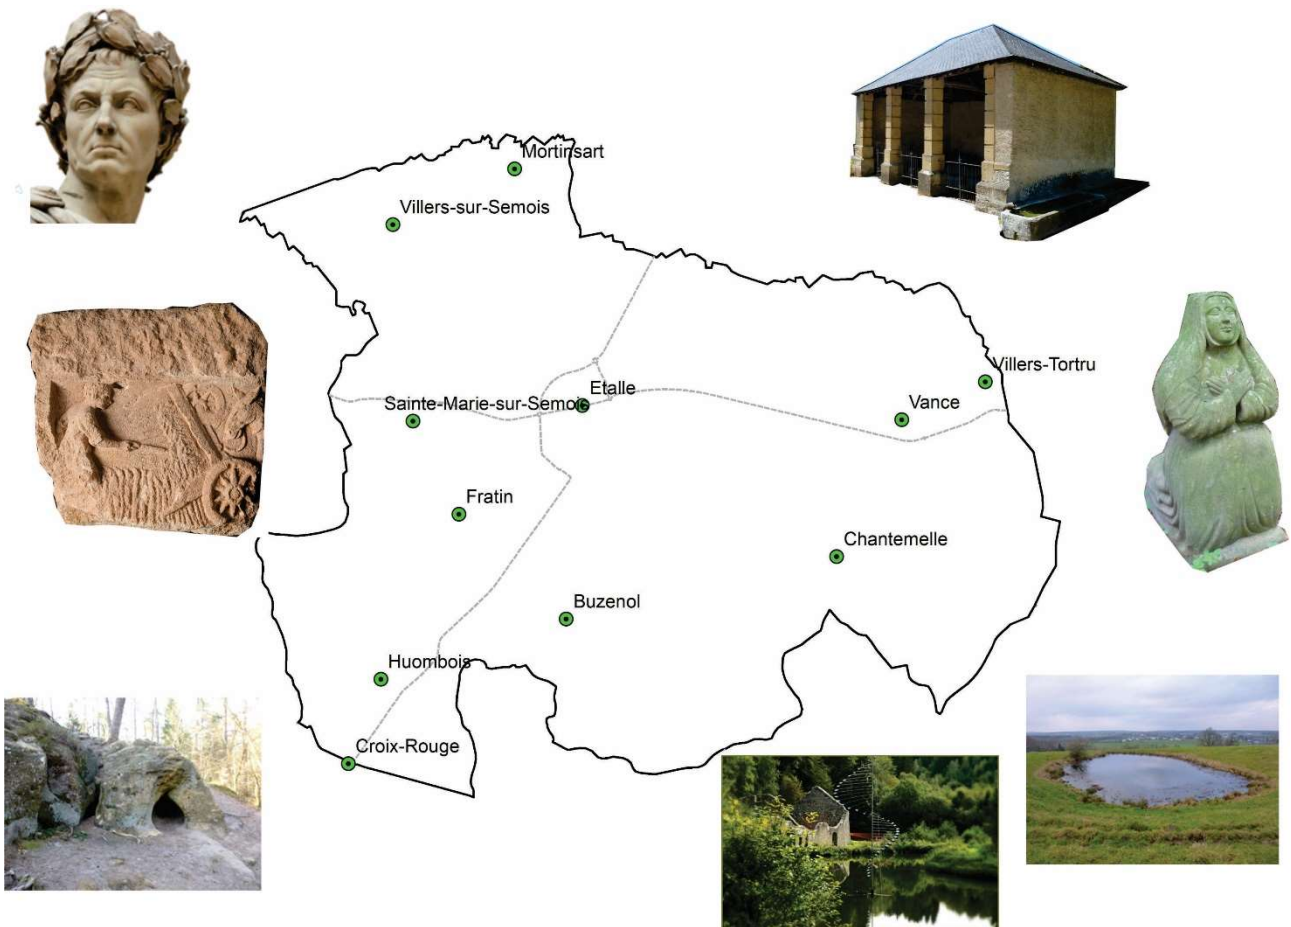 Mortinsart
Villers-sur-Semois
Villers-Tortru
Etalle
Sainte-Marie-sur-Semois
Vance
Fratin
Chantemelle
Buzenol
Huombois
Croix-Rouge